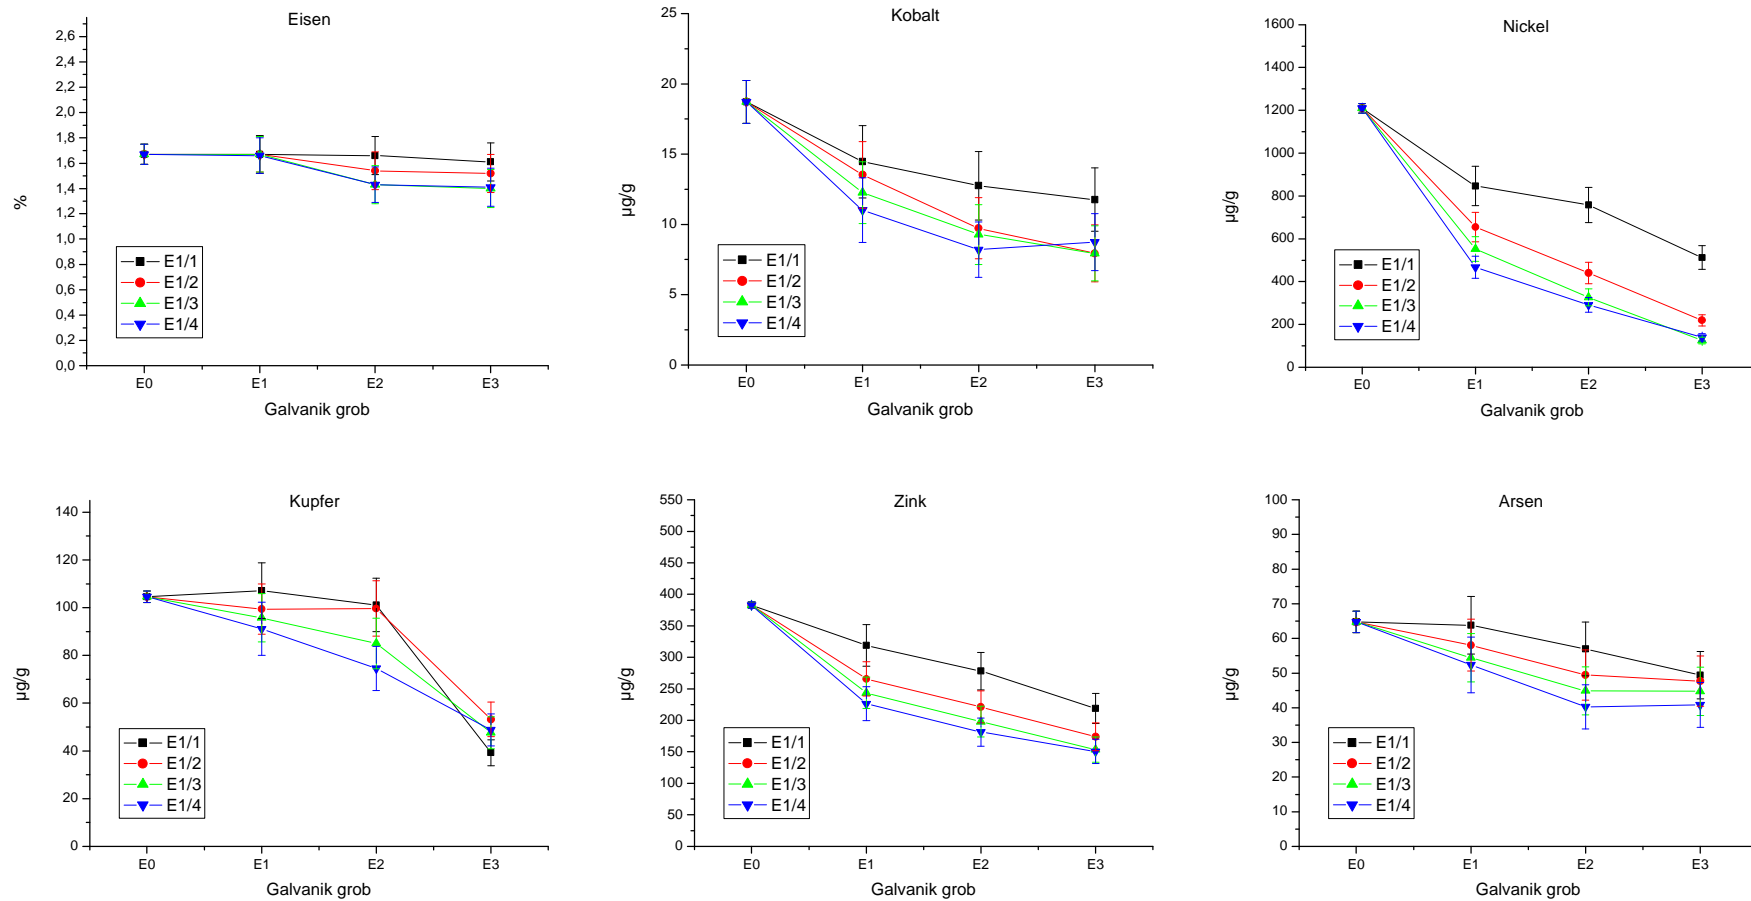 Eisen
2,6
2,4
2,2
2,0
1,8
1,6
1,4
1,2
1,0
0,8
0,6
0,4
0,2
0,0
%
E1/1
E1/2
E1/3
E1/4
E0 E1 E2 E3
Galvanik grob
Kobalt
25
20
15
10
5
0
µg/g
E1/1
E1/2
E1/3
E1/4
E0 E1 E2 E3
Galvanik grob
Nickel
1600
1400
1200
1000
800
600
400
200
0
µg/g
E1/1
E1/2
E1/3
E1/4
E0 E1 E2 E3
Galvanik grob
Kupfer
140
120
100
80
60
40
20
0
µg/g
E1/1
E1/2
E1/3
E1/4
E0 E1 E2 E3
Galvanik grob
Zink
550
500
450
400
350
300
250
200
150
100
50
0
µg/g
E1/1
E1/2
E1/3
E1/4
E0 E1 E2 E3
Galvanik grob
Arsen
100
90
80
70
60
50
40
30
20
10
0
µg/g
E1/1
E1/2
E1/3
E1/4
E0 E1 E2 E3
Galvanik grob